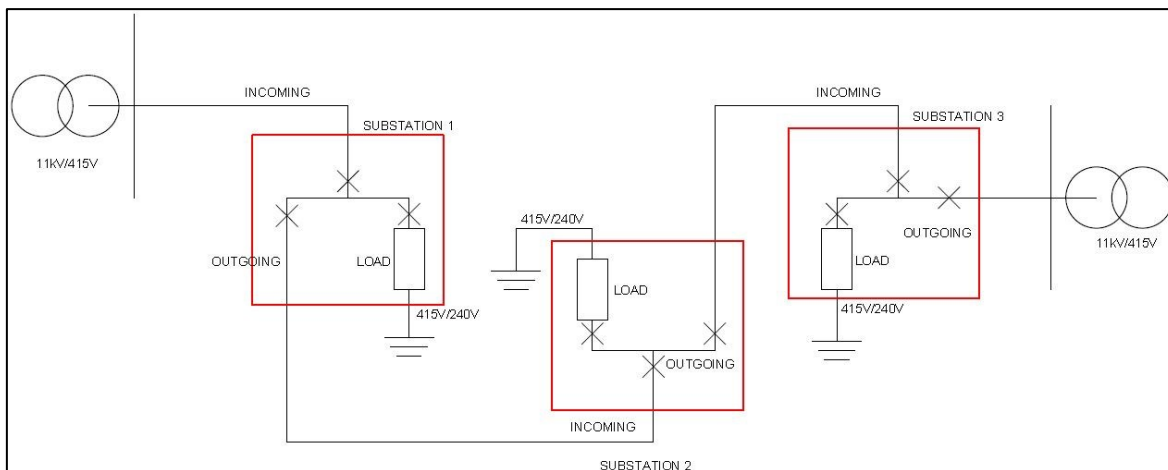 INCOMING
INCOMING
SUBSTATION 1
SUBSTATION 3
11kV/415V
415V/240V
OUTGOING
11kV/415V
OUTGOING
LOAD
LOAD
LOAD
415V/240V
415V/240V
OUTGOING
INCOMING
SUBSTATION 2